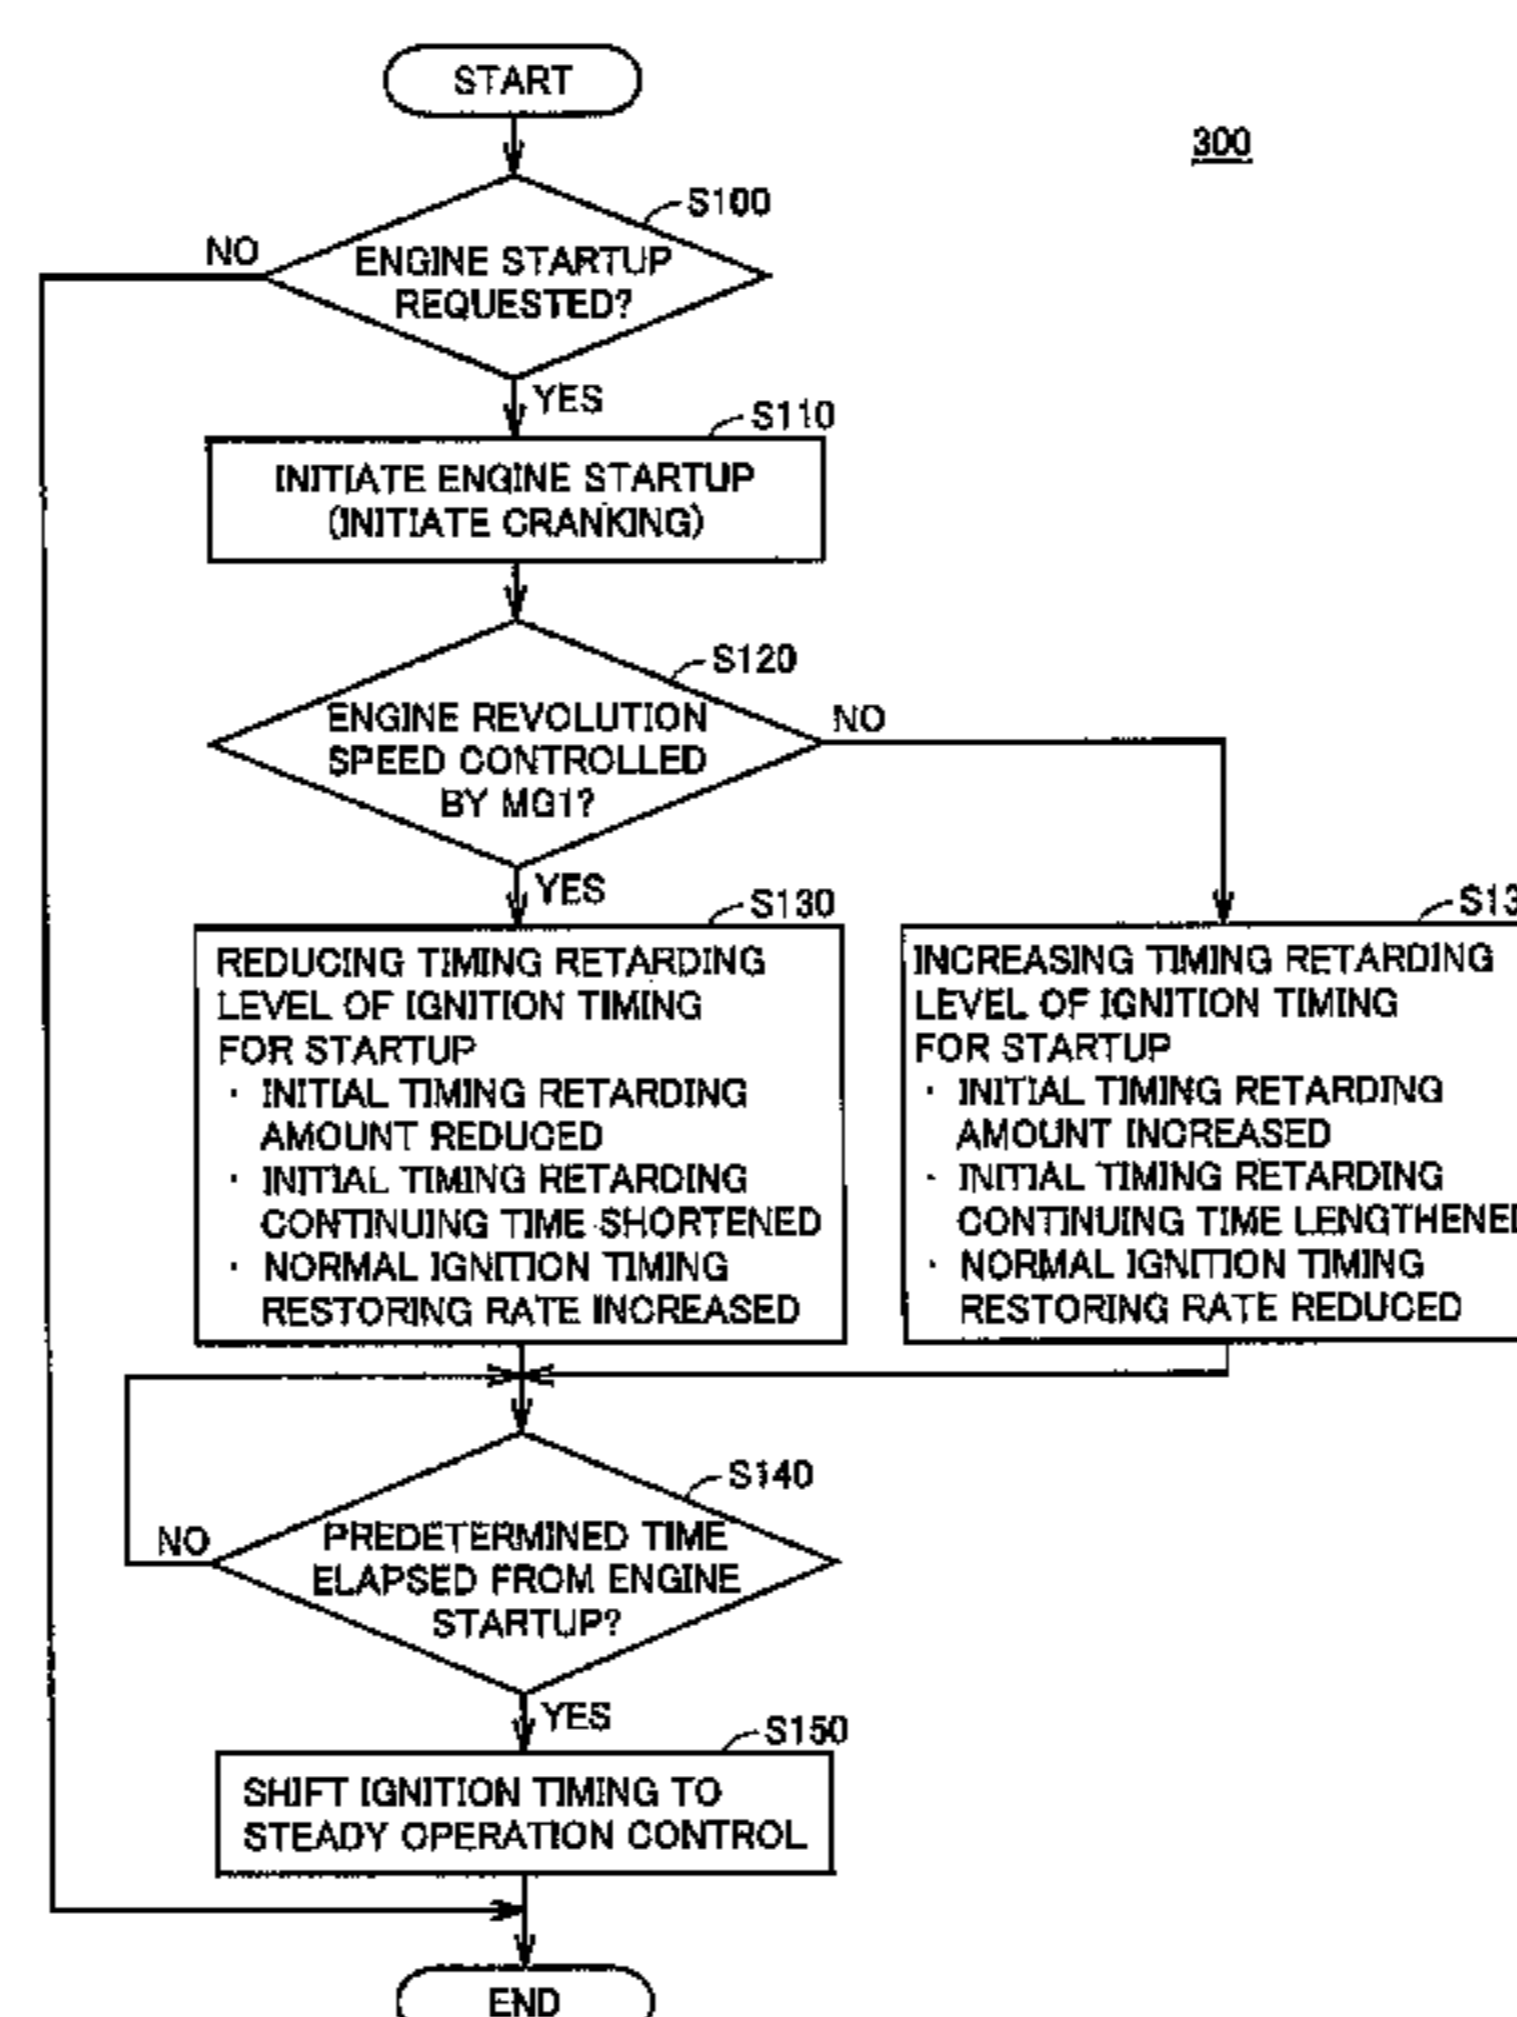 START
300
S100
NO
ENGINE STARTUP
REQUESTED?
YES
S110
INITIATE ENGINE STARTUP
(INITIATE CRANKING)
S120
ENGINE REVOLUTION
SPEED CONTROLLED
BY MG1?
NO
YES
S130
REDUCING TIMING RETARDING
LEVEL OF IGNITION TIMING
FOR STARTUP
· INITIAL TIMING RETARDING
AMOUNT REDUCED
· INITIAL TIMING RETARDING
CONTINUING TIME SHORTENED
· NORMAL IGNITION TIMING
RESTORING RATE INCREASED
INCREASING TIMING RETARDING
LEVEL OF IGNITION TIMING
FOR STARTUP
· INITIAL TIMING RETARDING
AMOUNT INCREASED
· INITIAL TIMING RETARDING
CONTINUING TIME LENGTHENED
· NORMAL IGNITION TIMING
RESTORING RATE REDUCED
S140
NO
PREDETERMINED TIME
ELAPSED FROM ENGINE
STARTUP?
YES
S150
SHIFT IGNITION TIMING TO
STEADY OPERATION CONTROL
END